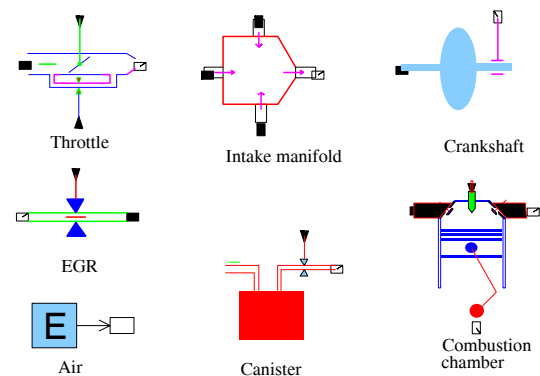 Throttle
Intake manifold
Crankshaft
EGR
E
Air
Canister
Combustion
chamber